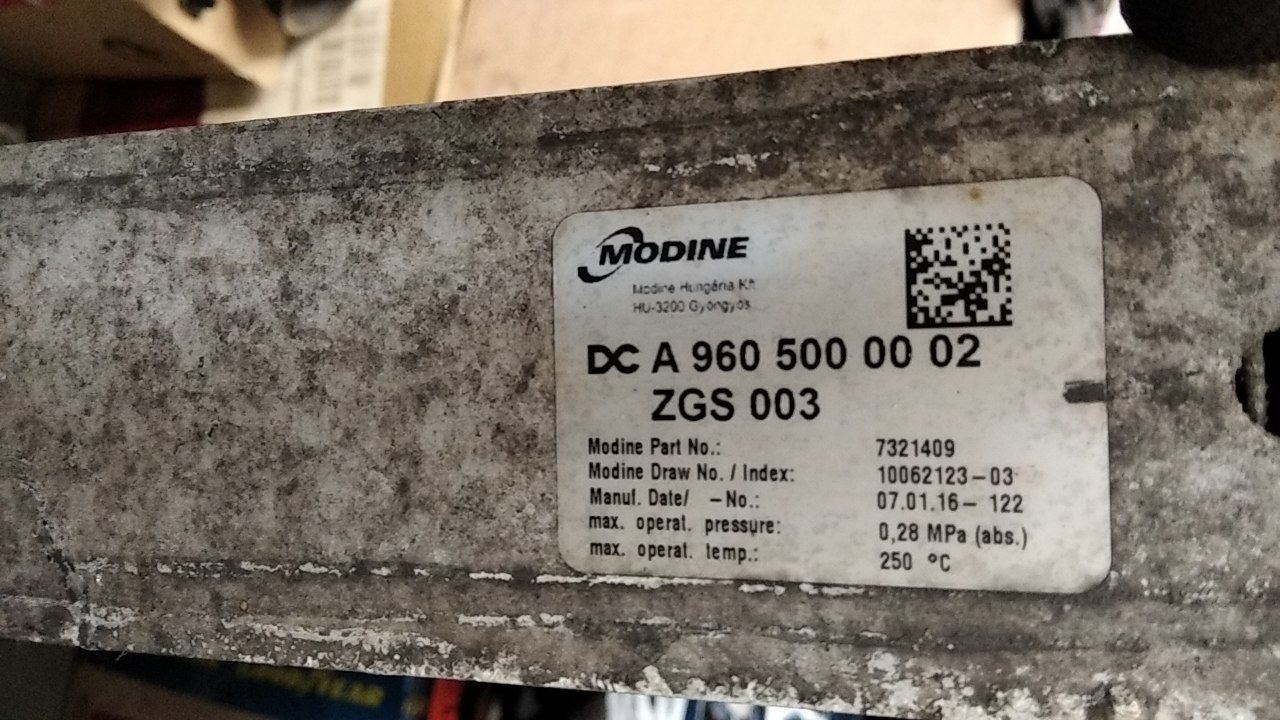 MODINE
Modine Hungária Kft
HU-3200 Gyöngyös
DC A 960 500 00 02
ZGS 003
Modine Part No.: 7321409
Modine Draw No. / Index: 10062123-03
Manuf. Date/ -No.: 07.01.16- 122
max. operat. pressure: 0,28 MPa (abs.)
max. operat. temp.: 250 °C